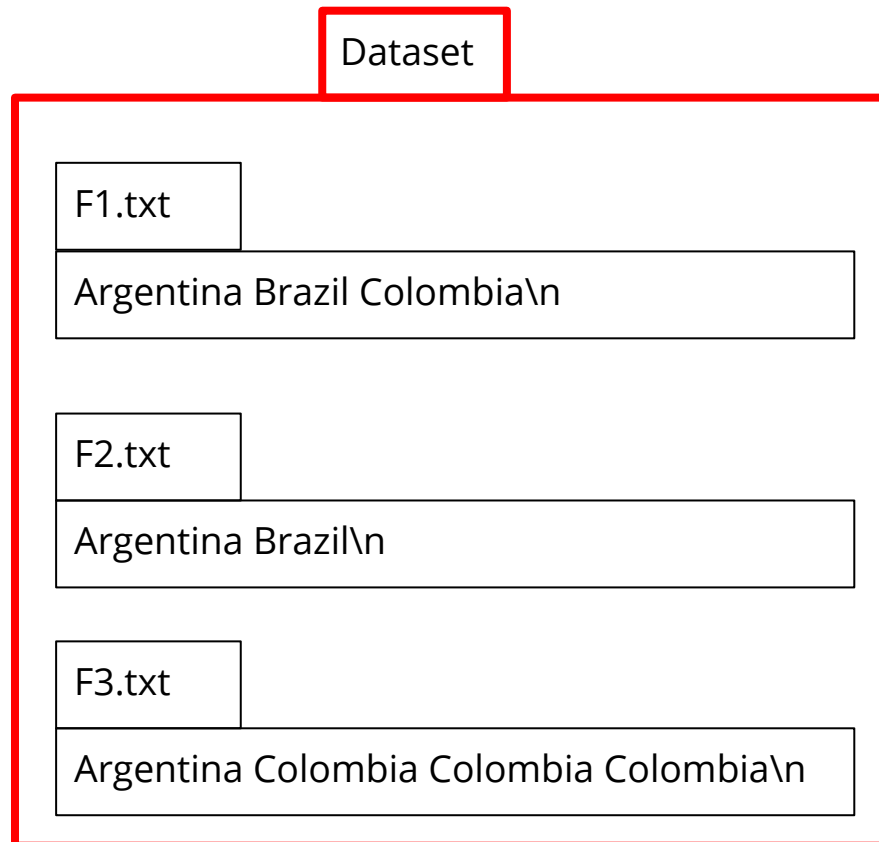 Dataset
F1.txt
Argentina Brazil Colombia\n
F2.txt
Argentina Brazil\n
F3.txt
Argentina Colombia Colombia Colombia\n